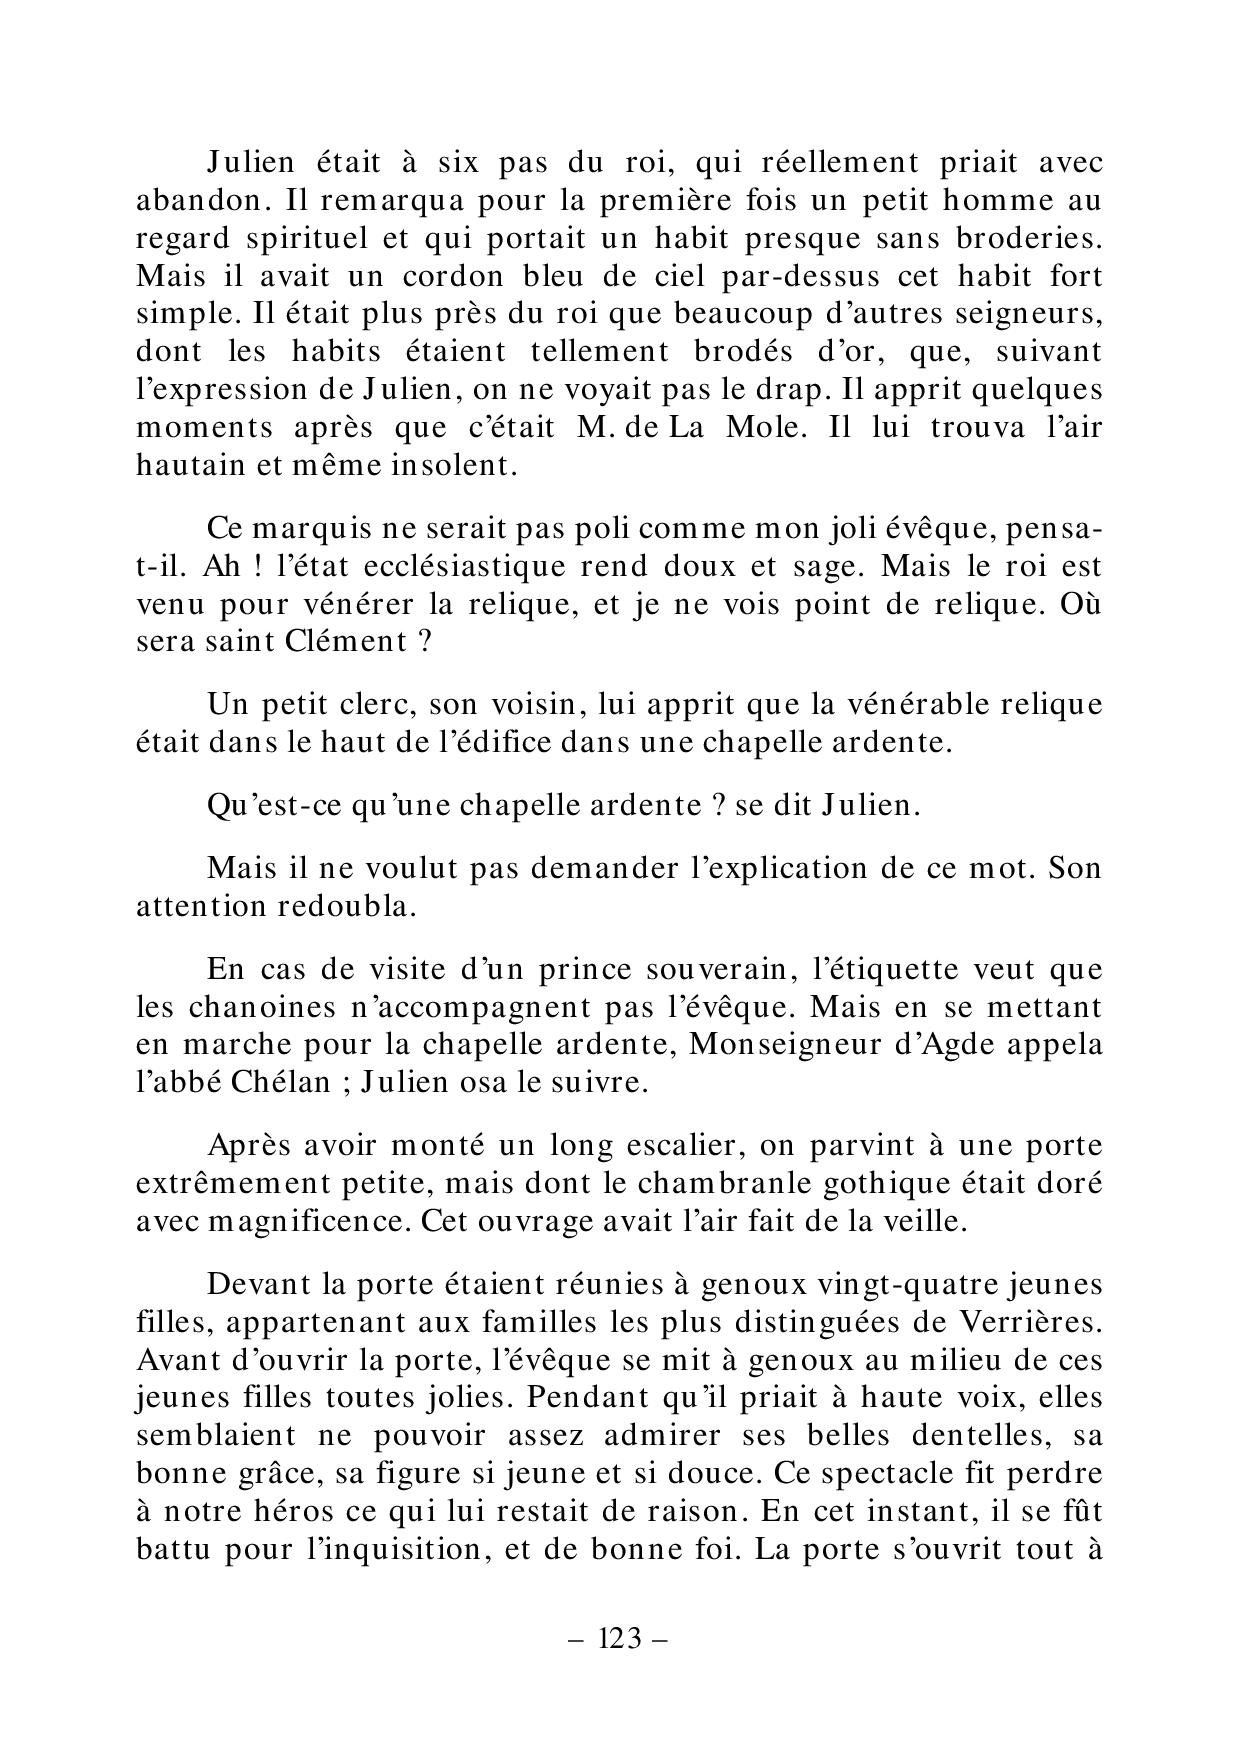 Julien était à six pas du roi, qui réellement priait avec
abandon. Il remarqua pour la première fois un petit homme au
regard spirituel et qui portait un habit presque sans broderies.
Mais il avait un cordon bleu de ciel par-dessus cet habit fort
simple. Il était plus près du roi que beaucoup d’autres seigneurs,
dont les habits étaient tellement brodés d’or, que, suivant
l’expression de Julien, on ne voyait pas le drap. Il apprit quelques
moments après que c’était M. de La Mole. Il lui trouva l’air
hautain et même insolent.
Ce marquis ne serait pas poli comme mon joli évêque, pensa-
t-il. Ah ! l’état ecclésiastique rend doux et sage. Mais le roi est
venu pour vénérer la relique, et je ne vois point de relique. Où
sera saint Clément ?
Un petit clerc, son voisin, lui apprit que la vénérable relique
était dans le haut de l’édifice dans une chapelle ardente.
Qu’est-ce qu’une chapelle ardente ? se dit Julien.
Mais il ne voulut pas demander l’explication de ce mot. Son
attention redoubla.
En cas de visite d’un prince souverain, l’étiquette veut que
les chanoines n’accompagnent pas l’évêque. Mais en se mettant
en marche pour la chapelle ardente, Monseigneur d’Agde appela
l’abbé Chélan ; Julien osa le suivre.
Après avoir monté un long escalier, on parvint à une porte
extrêmement petite, mais dont le chambranle gothique était doré
avec magnificence. Cet ouvrage avait l’air fait de la veille.
Devant la porte étaient réunies à genoux vingt-quatre jeunes
filles, appartenant aux familles les plus distinguées de Verrières.
Avant d’ouvrir la porte, l’évêque se mit à genoux au milieu de ces
jeunes filles toutes jolies. Pendant qu’il priait à haute voix, elles
semblaient ne pouvoir assez admirer ses belles dentelles, sa
bonne grâce, sa figure si jeune et si douce. Ce spectacle fit perdre
à notre héros ce qui lui restait de raison. En cet instant, il se fût
battu pour l’inquisition, et de bonne foi. La porte s’ouvrit tout à
– 123 –